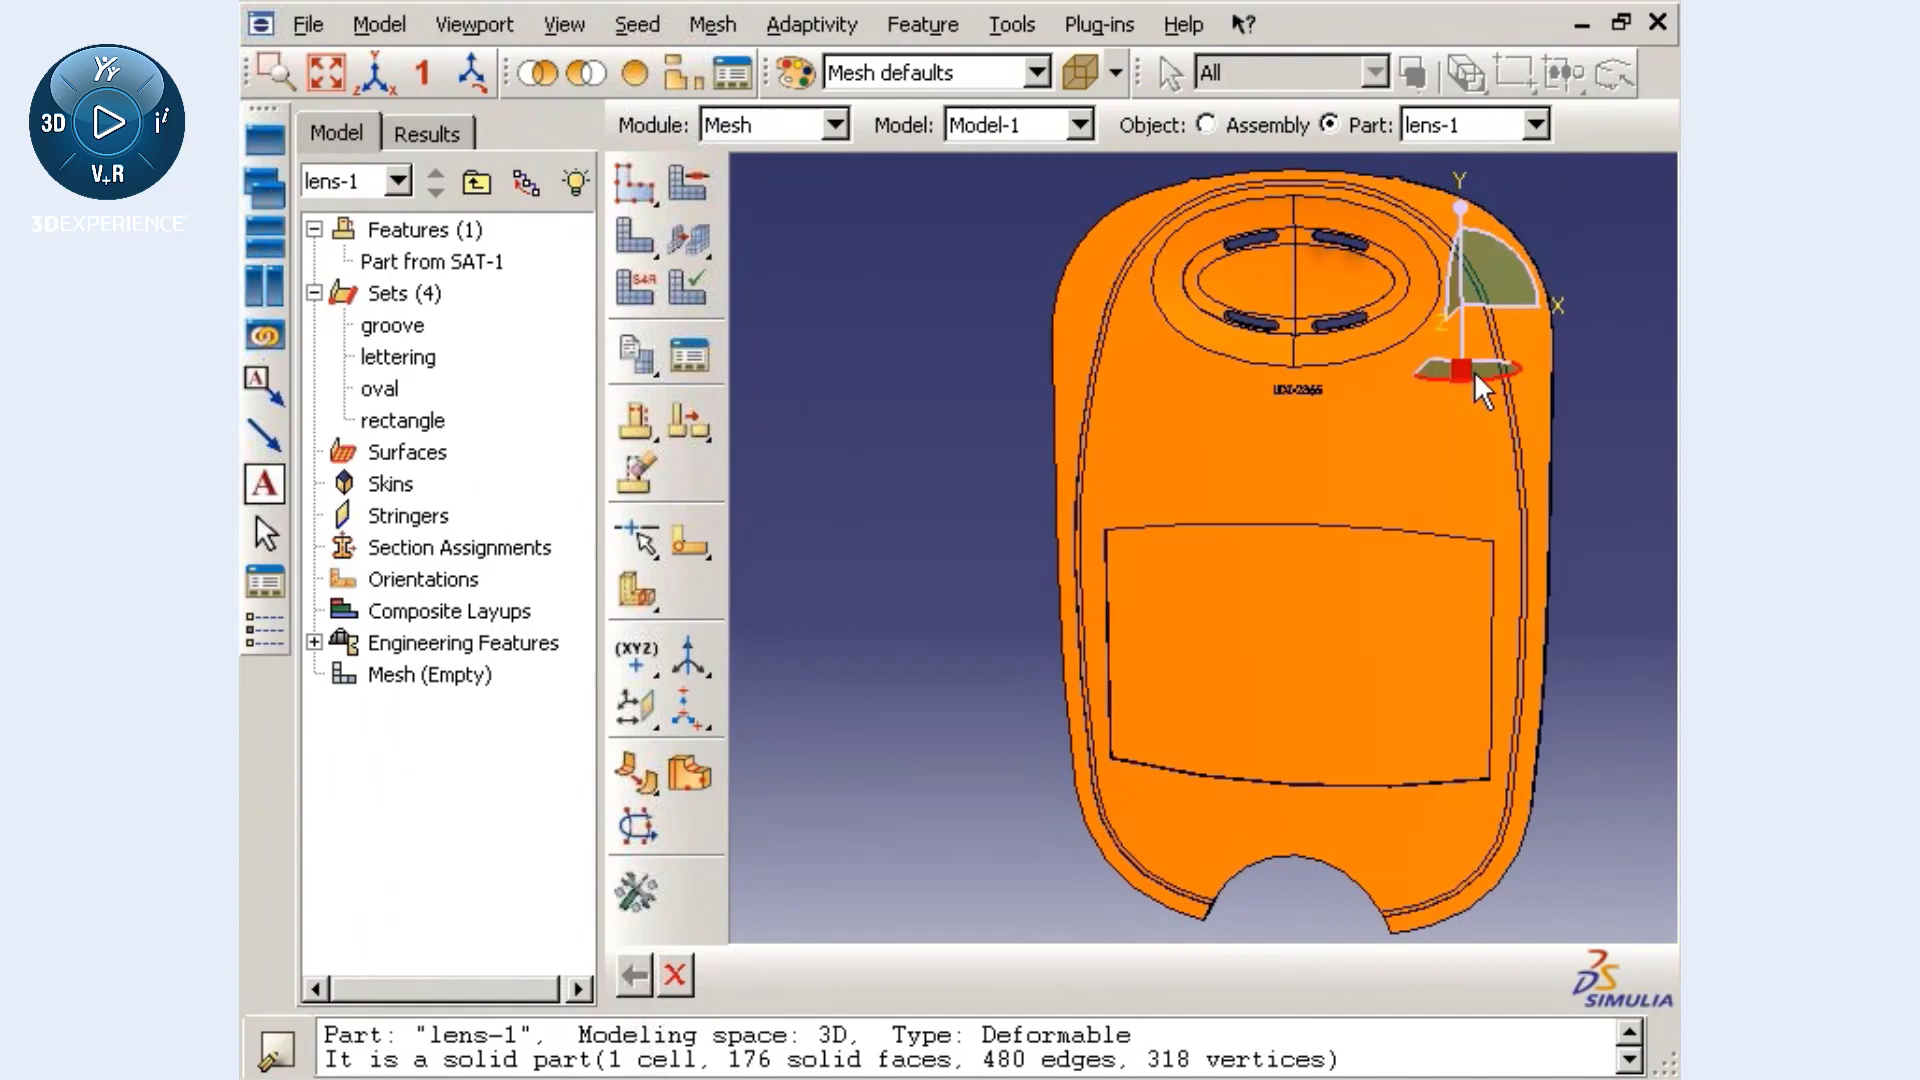 File Model Viewport View Seed Mesh Adaptivity Feature Tools Plug-ins Help
1 Mesh defaults All
3D V+R
3DEXPERIENCE
Module: Mesh Model: Model-1 Object: Assembly Part: lens-1
Model Results
lens-1
Features (1)
Part from SAT-1
Sets (4)
groove
lettering
oval
rectangle
Surfaces
Skins
Stringers
Section Assignments
Orientations
Composite Layups
Engineering Features
Mesh (Empty)
A
A
S4R
(XYZ)
Y
X
Z
SIMULIA
Part: "lens-1", Modeling space: 3D, Type: Deformable
It is a solid part(1 cell, 176 solid faces, 480 edges, 318 vertices)